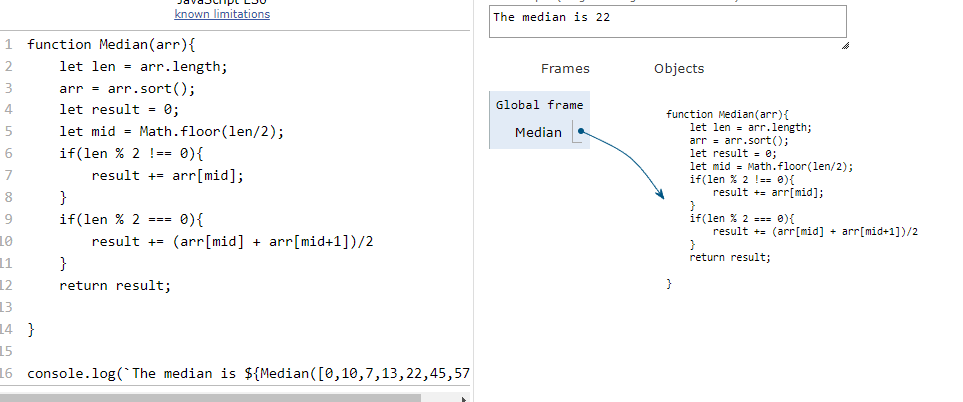 JavaScript ES6
known limitations
1 function Median(arr){
2 let len = arr.length;
3 arr = arr.sort();
4 let result = 0;
5 let mid = Math.floor(len/2);
6 if(len % 2 !== 0){
7 result += arr[mid];
8 }
9 if(len % 2 === 0){
10 result += (arr[mid] + arr[mid+1])/2
11 }
12 return result;
13
14 }
15
16 console.log(`The median is ${Median([0,10,7,13,22,45,57
The median is 22
Frames
Objects
Global frame
Median
function Median(arr){
let len = arr.length;
arr = arr.sort();
let result = 0;
let mid = Math.floor(len/2);
if(len % 2 !== 0){
result += arr[mid];
}
if(len % 2 === 0){
result += (arr[mid] + arr[mid+1])/2
}
return result;
}